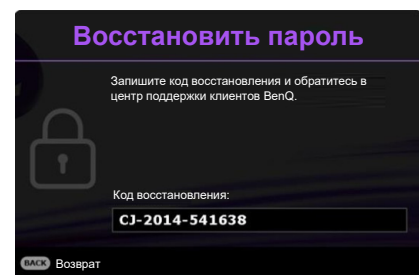 Восстановить пароль
Запишите код восстановления и обратитесь в
центр поддержки клиентов BenQ.
Код восстановления:
CJ-2014-541638
BACK Возврат